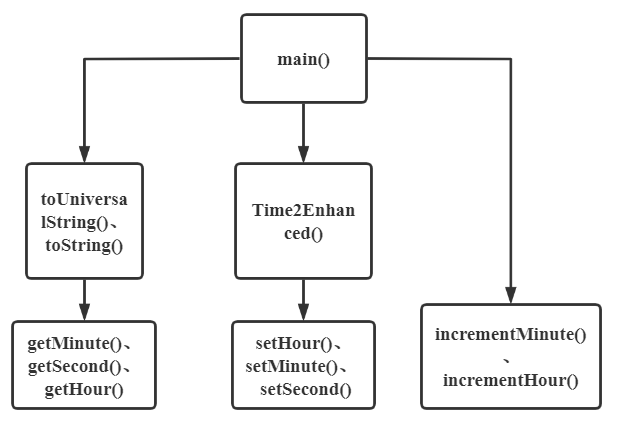 main()
toUniversa
lString()、
toString()
Time2Enhan
ced()
getMinute()、
getSecond()、
getHour()
setHour()、
setMinute()、
setSecond()
incrementMinute()
、
incrementHour()